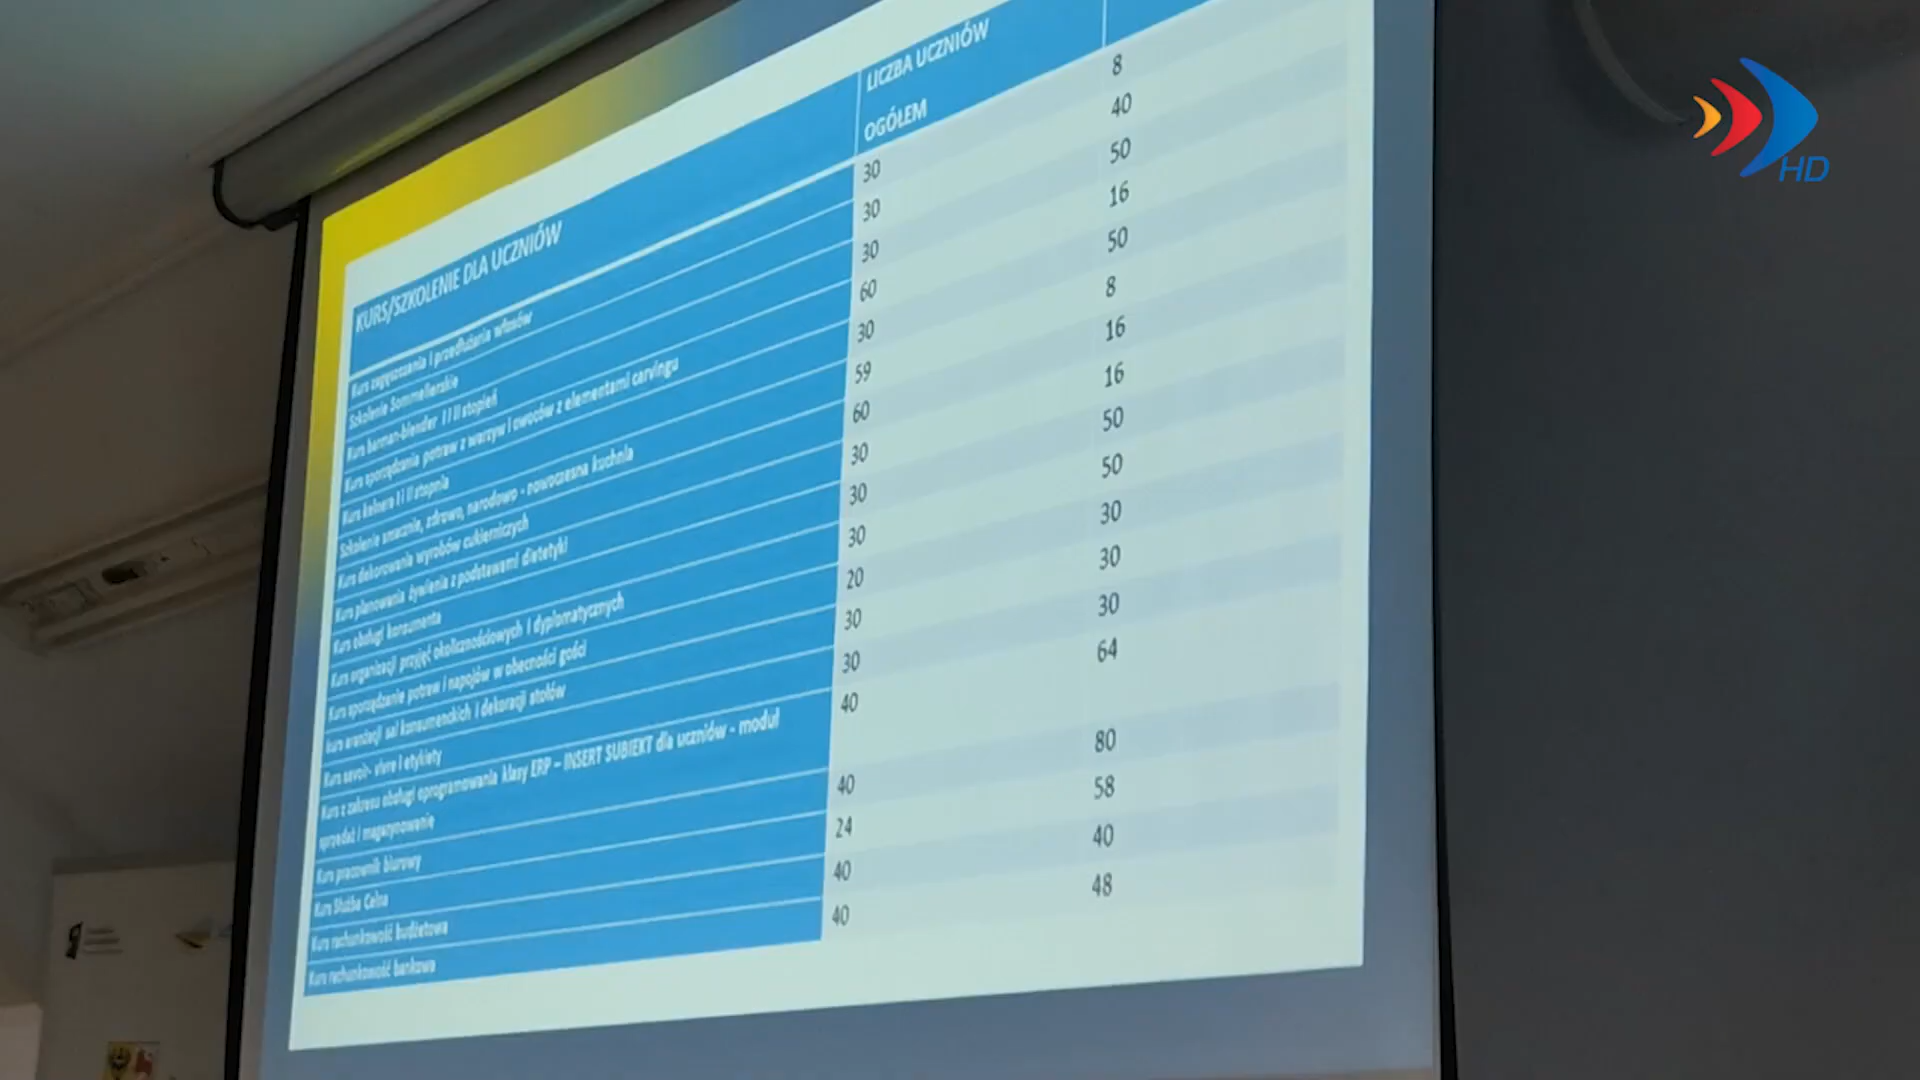 KURS/SZKOLENIE DLA UCZNIÓW
LICZBA UCZNIÓW
OGÓŁEM
Kurs zagęszczania i przedłużania włosów 30 8
Szkolenie Sommelierskie 30 40
Kurs barman-blender I i II stopień 30 50
Kurs sporządzania potraw z warzyw i owoców z elementami carvingu 60 16
Kurs kelnera I i II stopnia 30 50
Szkolenie smacznie, zdrowo, narodowo - nowoczesna kuchnia 59 8
Kurs dekorowania wyrobów cukierniczych 60 16
Kurs planowania żywienia z podstawami dietetyki 30 16
Kurs obsługi konsumenta 30 50
Kurs organizacji przyjęć okolicznościowych i dyplomatycznych 30 50
Kurs sporządzanie potraw i napojów w obecności gości 20 30
kurs aranżacji sal konsumenckich i dekoracji stołów 30 30
Kurs savoir- vivre i etykiety 30 30
Kurs z zakresu obsługi oprogramowania klasy ERP – INSERT SUBIEKT dla uczniów - moduł 40 64
sprzedaż i magazynowanie
Kurs pracownik biurowy 40 80
Kurs Służba Celna 24 58
Kurs rachunkowość budżetowa 40 40
Kurs rachunkowość bankowa 40 48
HD